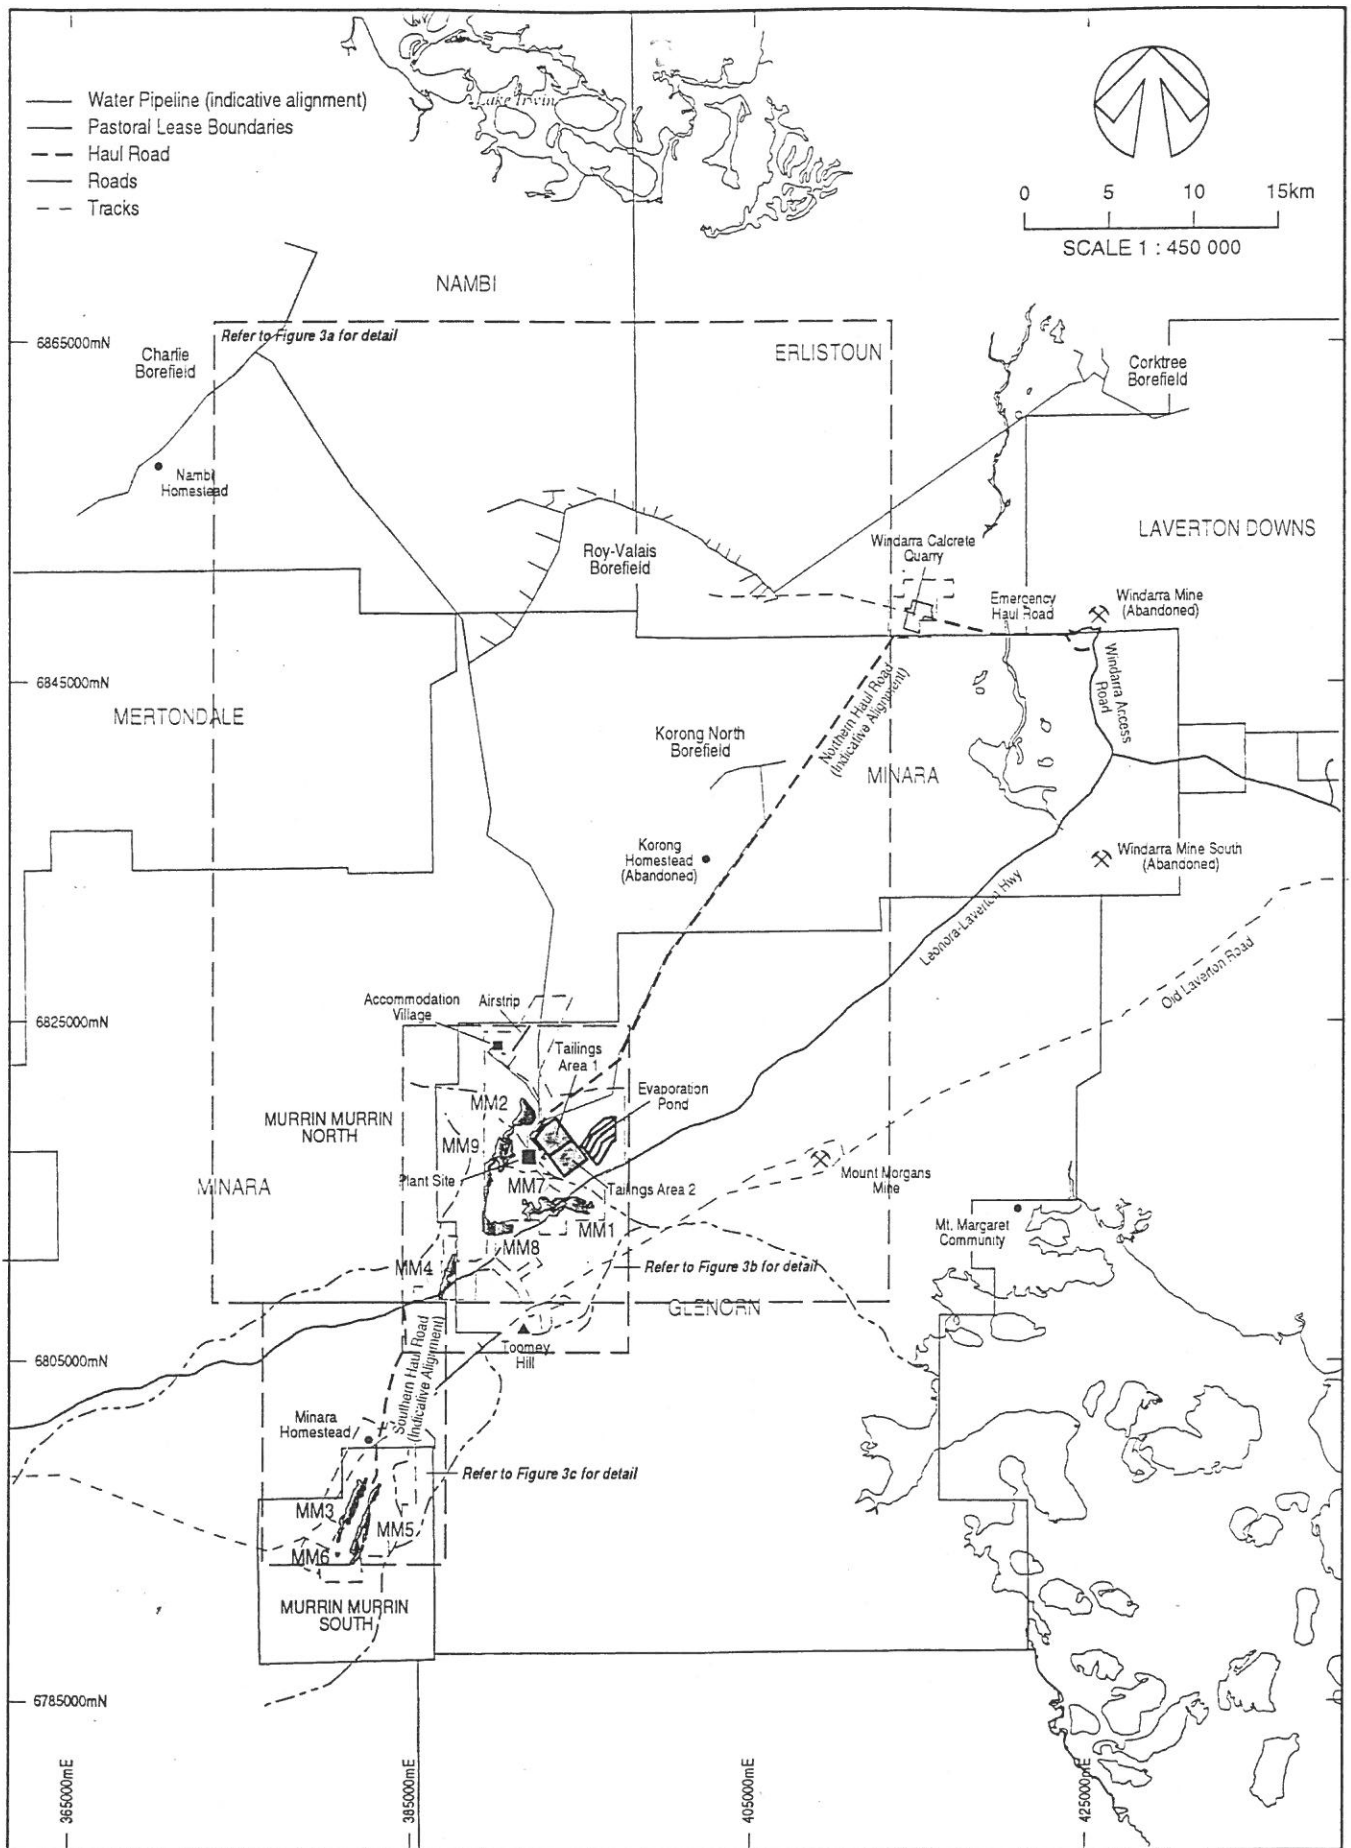 Water Pipeline (indicative alignment)
Pastoral Lease Boundaries
Haul Road
Roads
Tracks
Lake Irwin
0 5 10 15km
SCALE 1 : 450 000
NAMBI
Refer to Figure 3a for detail
6865000mN
ERLISTOUN
Charlie
Borefield
Corktree
Borefield
Nambi
Homestead
LAVERTON DOWNS
Windarra Calcrete
Quarry
Roy-Valais
Borefield
Emergency
Haul Road
Windarra Mine
(Abandoned)
6845000mN
Windarra Access
Road
MERTONDALE
Northern Haul Road
(Indicative Alignment)
Korong North
Borefield
MINARA
Korong
Homestead
(Abandoned)
Windarra Mine South
(Abandoned)
Leonora-Laverton Hwy
Old Laverton Road
Accommodation
Village
Airstrip
6825000mN
Tailings
Area 1
Evaporation
Pond
MM2
MURRIN MURRIN
NORTH
MM9
Plant Site
MM7
Tailings Area 2
Mount Morgans
Mine
MINARA
MM1
Mt. Margaret
Community
MM8
MM4
Refer to Figure 3b for detail
GLENORN
Toomey
Hill
6805000mN
Southern Haul Road
(Indicative Alignment)
Minara
Homestead
Refer to Figure 3c for detail
MM3
MM5
MM6
MURRIN MURRIN
SOUTH
6785000mN
365000mE
385000mE
405000mE
425000mE